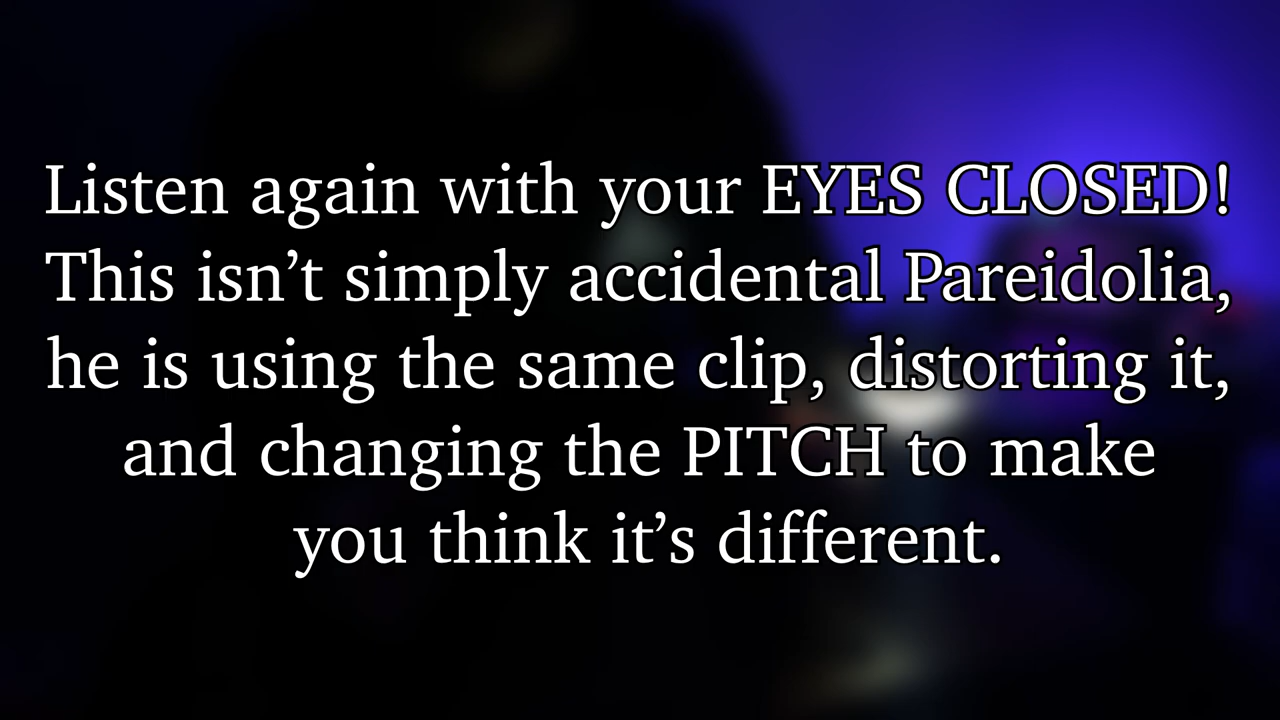 Listen again with your EYES CLOSED!
This isn’t simply accidental Pareidolia,
he is using the same clip, distorting it,
and changing the PITCH to make
you think it’s different.